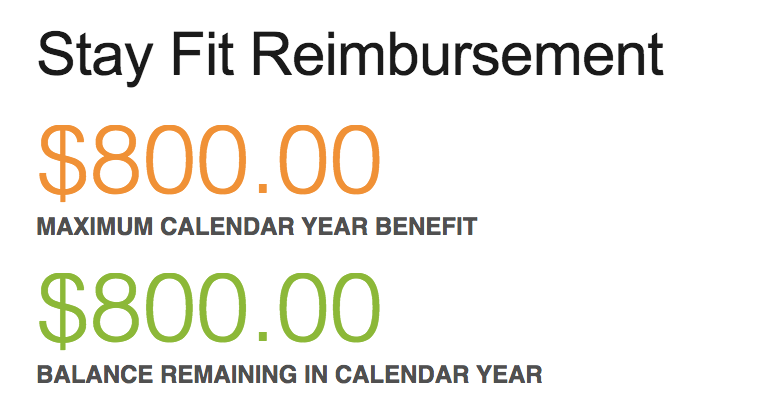 Stay Fit Reimbursement
$800.00
MAXIMUM CALENDAR YEAR BENEFIT
$800.00
BALANCE REMAINING IN CALENDAR YEAR